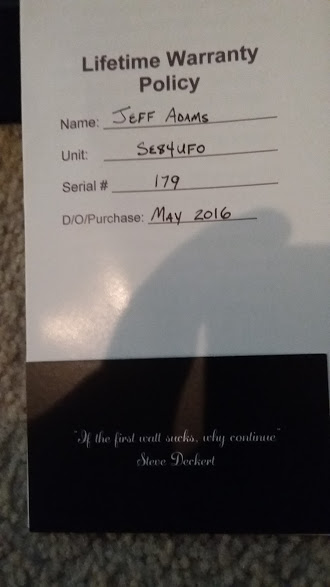 Lifetime Warranty
Policy
Name: JEFF ADAMS
Unit: SE84UFO
Serial # 179
D/O/Purchase: MAY 2016
"If the first watt sucks, why continue"
Steve Deckert